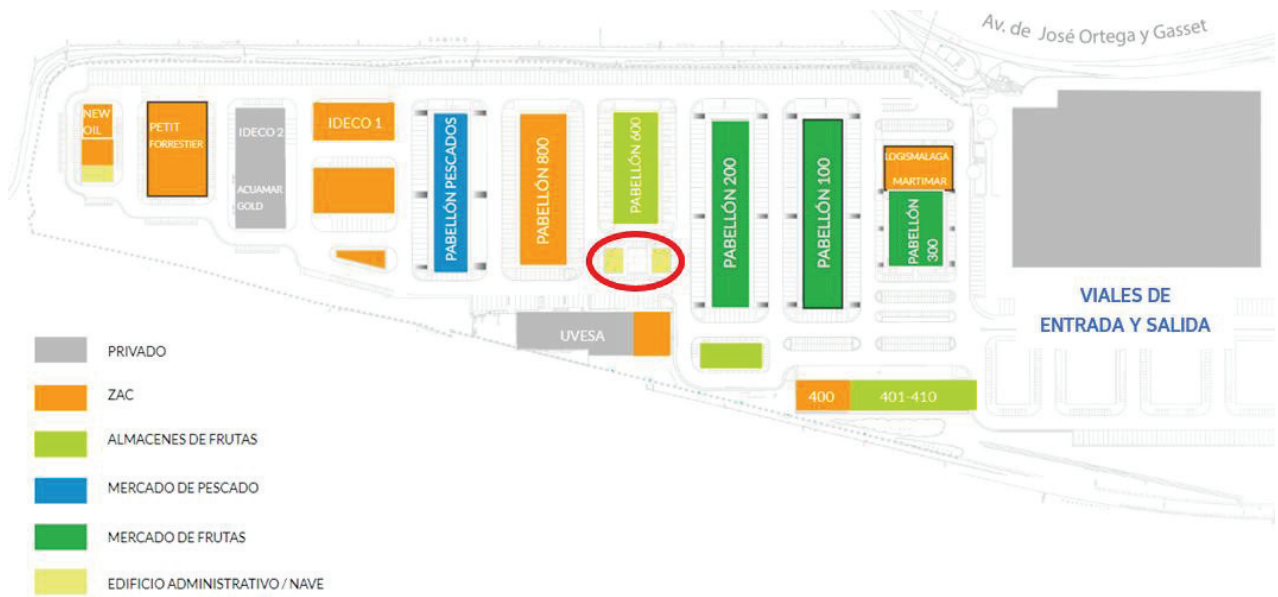 Av. de José Ortega y Gasset
NEW
OIL
PETIT
FORRESTIER
IDECO 2
ACUAMAR
GOLD
IDECO 1
PABELLÓN PESCADOS
PABELLÓN 800
PABELLÓN 600
PABELLÓN 200
PABELLÓN 100
LOGISMALAGA
MARTIMAR
PABELLÓN
300
VIALES DE
ENTRADA Y SALIDA
UVESA
400
401-410
PRIVADO
ZAC
ALMACENES DE FRUTAS
MERCADO DE PESCADO
MERCADO DE FRUTAS
EDIFICIO ADMINISTRATIVO / NAVE